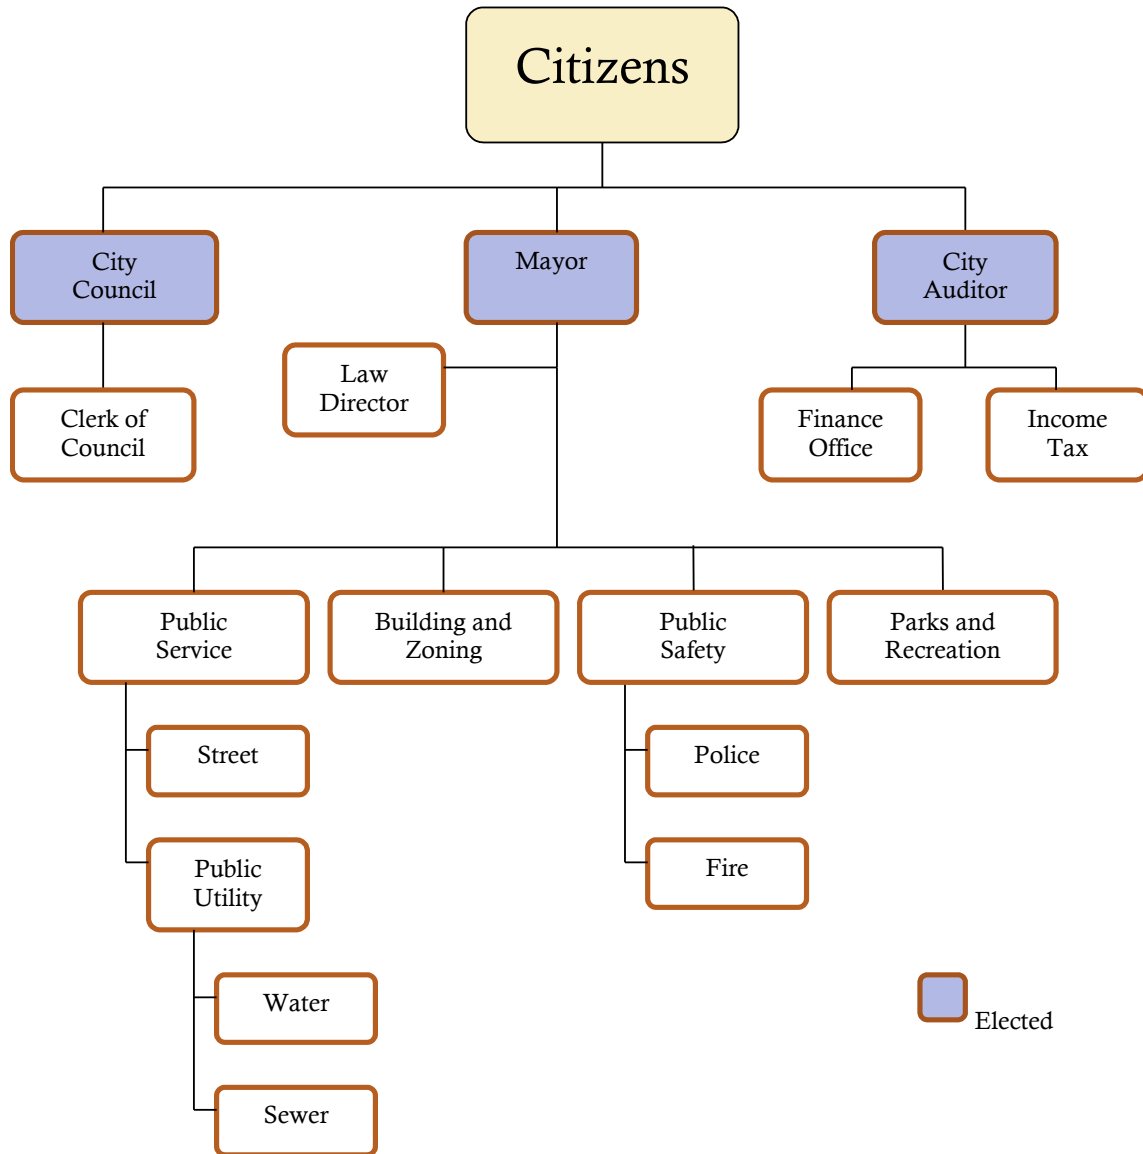 Citizens
City
Council
Mayor
City
Auditor
Law
Director
Clerk of
Council
Finance
Office
Income
Tax
Public
Service
Building and
Zoning
Public
Safety
Parks and
Recreation
Street
Police
Public
Utility
Fire
Water
Elected
Sewer